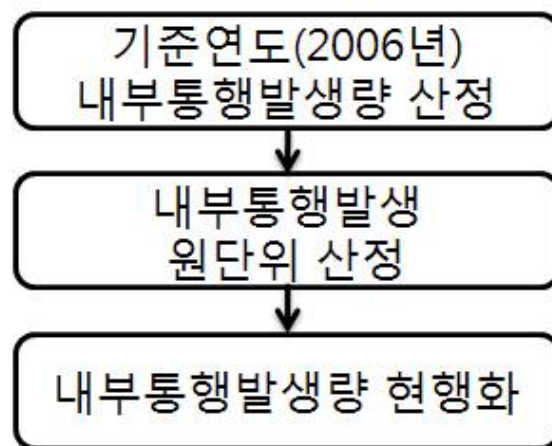 기준연도(2006년)
내부통행발생량 산정
내부통행발생
원단위 산정
내부통행발생량 현행화